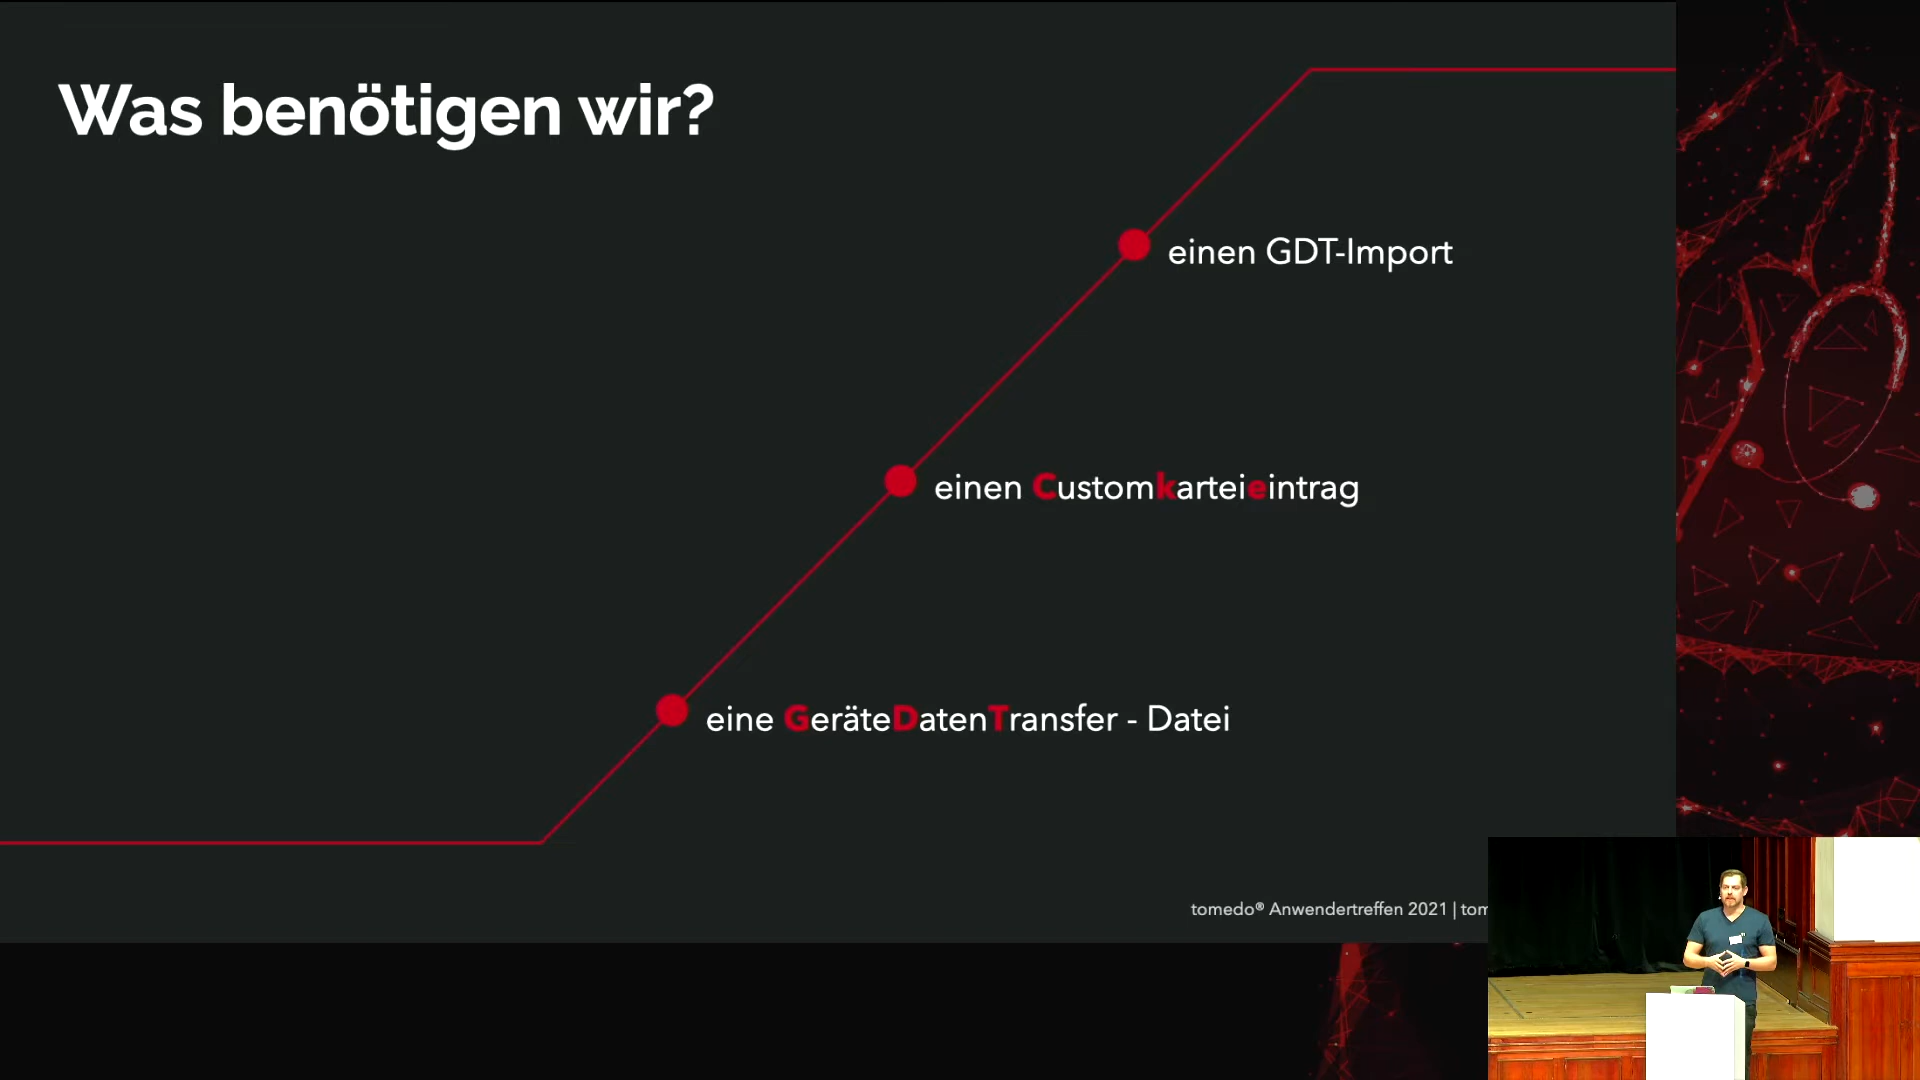 Was benötigen wir?
einen GDT-Import
einen Customkarteieintrag
eine GeräteDatenTransfer - Datei
tomedo® Anwendertreffen 2021 | tom